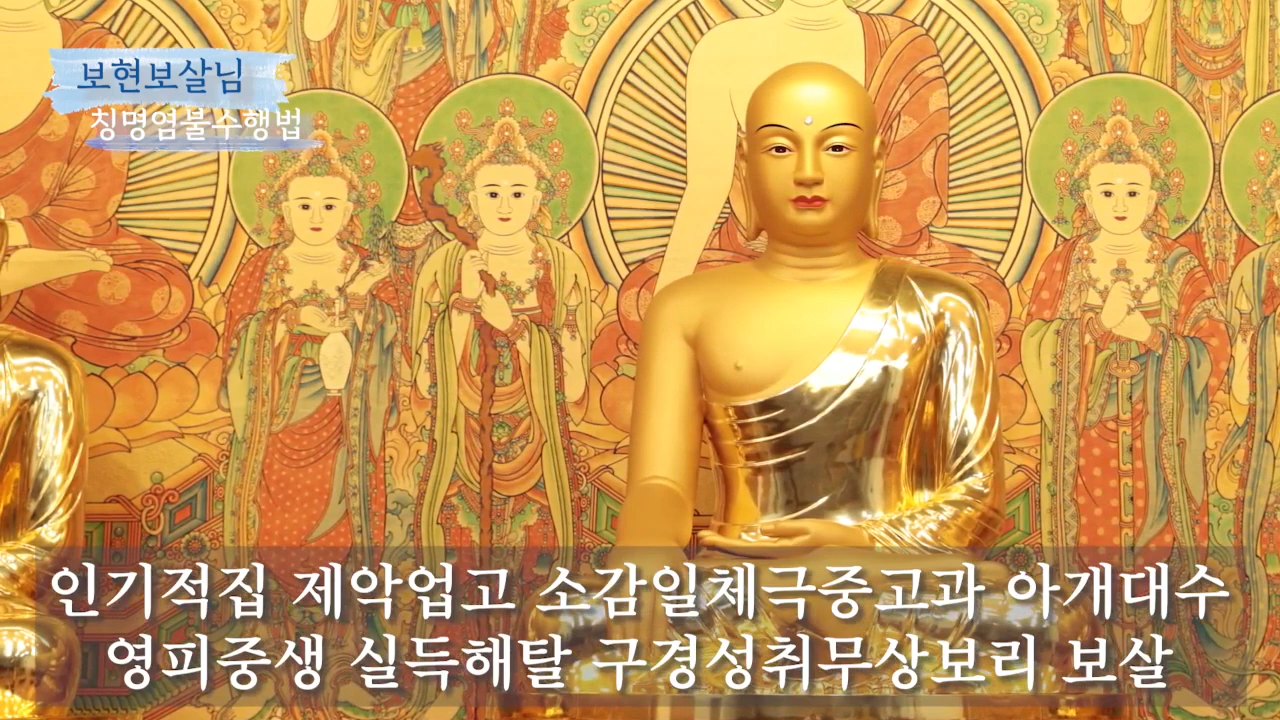 보현보살님
칭명염불수행법
인기적집 제악업고 소감일체극중고과 아개대수
영피중생 실득해탈 구경성취무상보리 보살